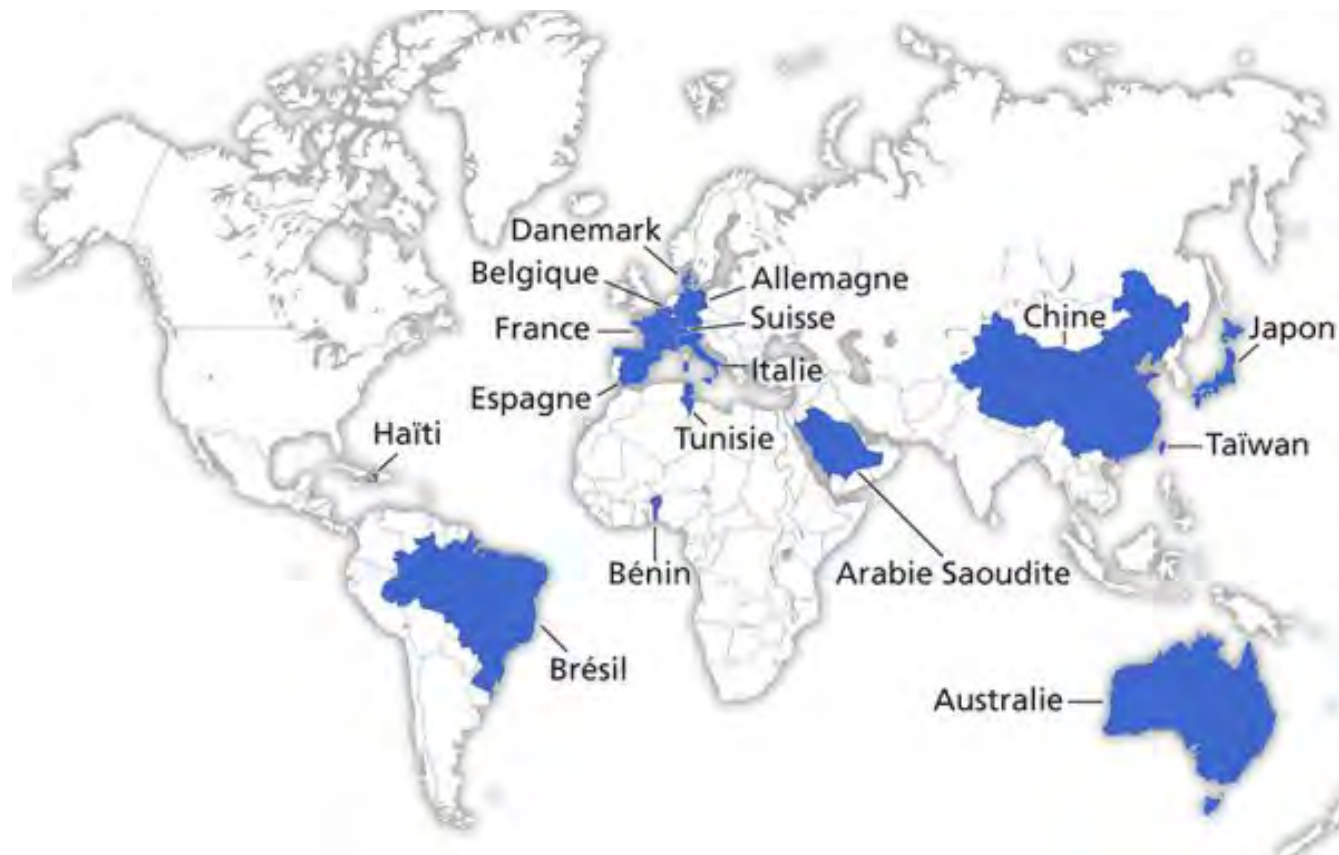 Danemark
Belgique
Allemagne
France
Suisse
Chine
Japon
Italie
Espagne
Haïti
Tunisie
Taïwan
Bénin
Arabie Saoudite
Brésil
Australie